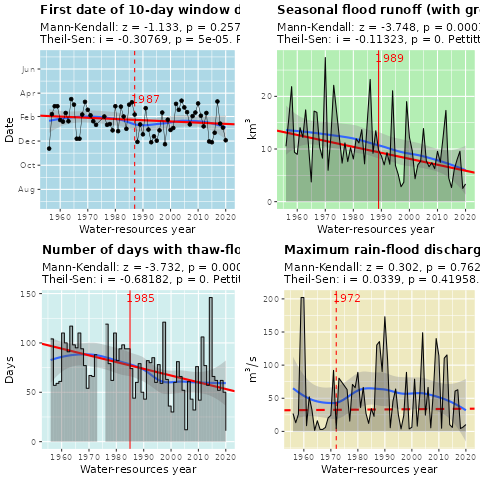 First date of 10-day window d
Mann-Kendall: z = -1.133, p = 0.257
Theil-Sen: i = -0.30769, p = 5e-05. P
Date
Jun
Apr
Feb
Dec
Oct
Aug
1987
1960 1970 1980 1990 2000 2010 2020
Water-resources year
Seasonal flood runoff (with gr
Mann-Kendall: z = -3.748, p = 0.000
Theil-Sen: i = -0.11323, p = 0. Pettit
km³
20
10
0
1989
1960 1970 1980 1990 2000 2010 2020
Water-resources year
Number of days with thaw-flo
Mann-Kendall: z = -3.732, p = 0.000
Theil-Sen: i = -0.68182, p = 0. Pettit
Days
150
100
50
0
1985
1960 1970 1980 1990 2000 2010 2020
Water-resources year
Maximum rain-flood discharg
Mann-Kendall: z = 0.302, p = 0.762
Theil-Sen: i = 0.0339, p = 0.41958.
m³/s
200
150
100
50
0
1972
1960 1970 1980 1990 2000 2010 2020
Water-resources year